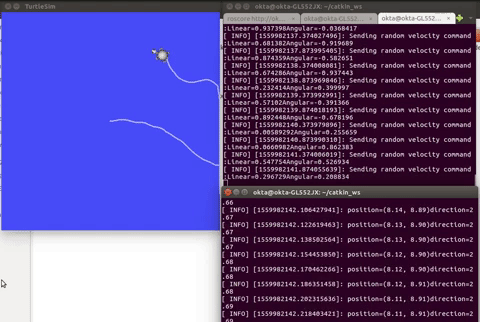 TurtleSim
okta@okta-GL552JX: ~/catkin_ws
roscore http://ok...
okta@okta-GL552...
okta@okta-GL552...
:Linear=0.937398Angular=-0.0368417
[ INFO] [1559982137.374027496]: Sending random velocity command
:Linear=0.681382Angular=-0.919689
[ INFO] [1559982137.873995405]: Sending random velocity command
:Linear=0.874359Angular=-0.582651
[ INFO] [1559982138.374008081]: Sending random velocity command
:Linear=0.674286Angular=-0.937443
[ INFO] [1559982138.873969846]: Sending random velocity command
:Linear=0.232414Angular=0.399997
[ INFO] [1559982139.373992991]: Sending random velocity command
:Linear=0.57102Angular=-0.391366
[ INFO] [1559982139.874018193]: Sending random velocity command
:Linear=0.892448Angular=-0.678196
[ INFO] [1559982140.373979896]: Sending random velocity command
:Linear=0.00589292Angular=0.255659
[ INFO] [1559982140.873990310]: Sending random velocity command
:Linear=0.0660982Angular=0.862383
[ INFO] [1559982141.374006019]: Sending random velocity command
:Linear=0.547754Angular=0.526934
[ INFO] [1559982141.874055639]: Sending random velocity command
:Linear=0.296729Angular=0.208834
okta@okta-GL552JX: ~/catkin_ws
.66
[ INFO] [1559982142.106427941]: position=(8.14, 8.89)direction=2
.67
[ INFO] [1559982142.122619463]: position=(8.13, 8.90)direction=2
.67
[ INFO] [1559982142.138502564]: position=(8.13, 8.90)direction=2
.67
[ INFO] [1559982142.154453850]: position=(8.12, 8.90)direction=2
.68
[ INFO] [1559982142.170462266]: position=(8.12, 8.90)direction=2
.68
[ INFO] [1559982142.186351458]: position=(8.12, 8.91)direction=2
.68
[ INFO] [1559982142.202315636]: position=(8.11, 8.91)direction=2
.69
[ INFO] [1559982142.218403421]: position=(8.11, 8.91)direction=2
.69